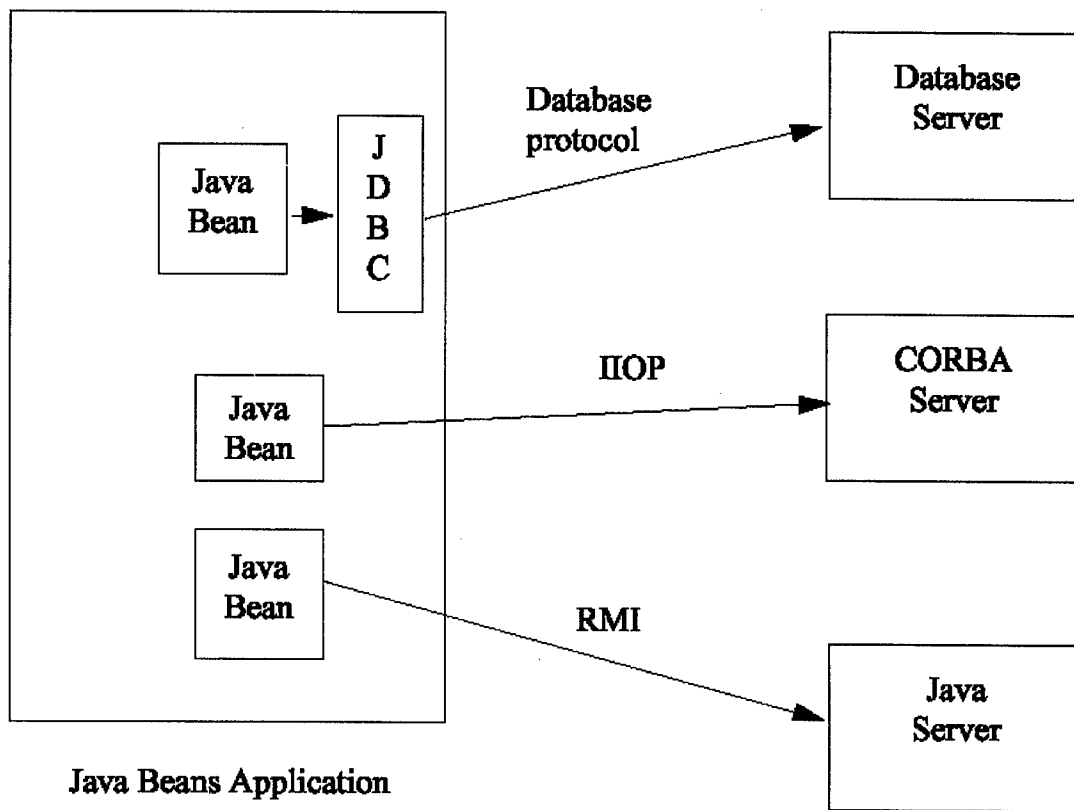 Database
Server
Database
protocol
J
D
B
C
Java
Bean
IIOP
CORBA
Server
Java
Bean
Java
Bean
RMI
Java
Server
Java Beans Application